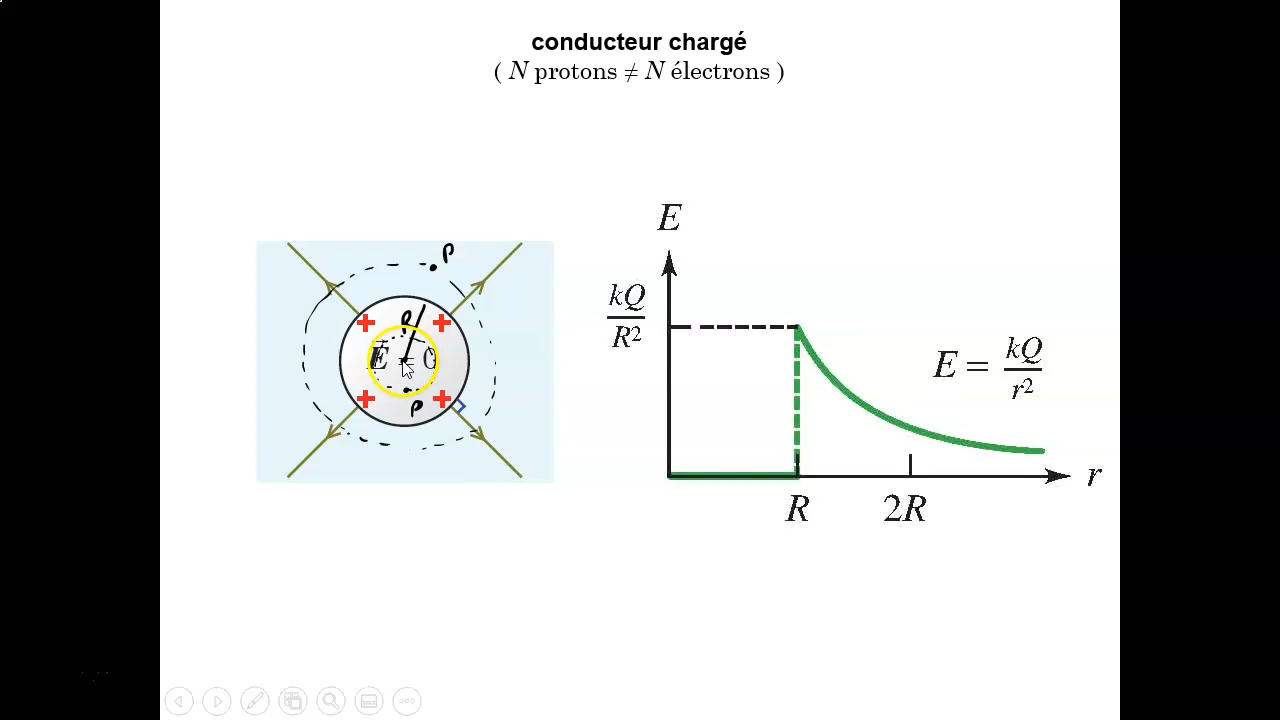 conducteur chargé
( N protons ≠ N électrons )
P
R
E = 0
P
+ +
+ +
E
kQ
R²
E = kQ
r²
R
2R
r